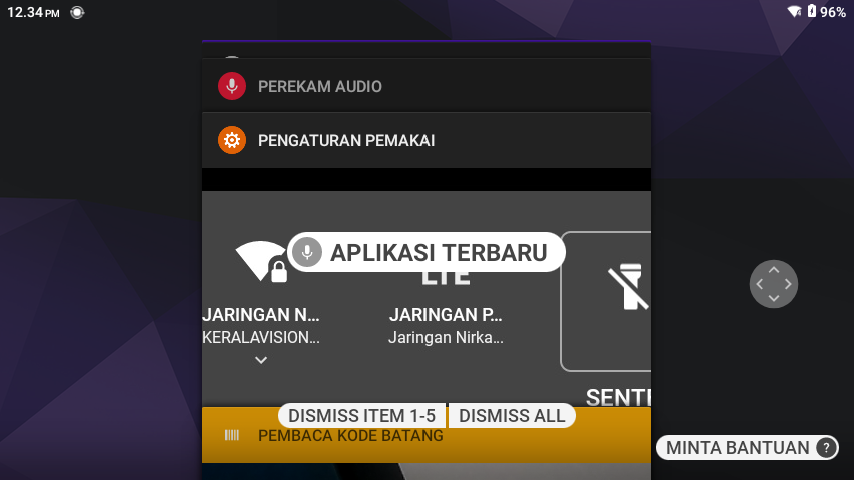 12.34 PM
96%
PEREKAM AUDIO
PENGATURAN PEMAKAI
APLIKASI TERBARU
LTE
JARINGAN N...
JARINGAN P...
KERALAVISION...
Jaringan Nirka...
SENT
DISMISS ITEM 1-5
DISMISS ALL
PEMBACA KODE BATANG
MINTA BANTUAN ?